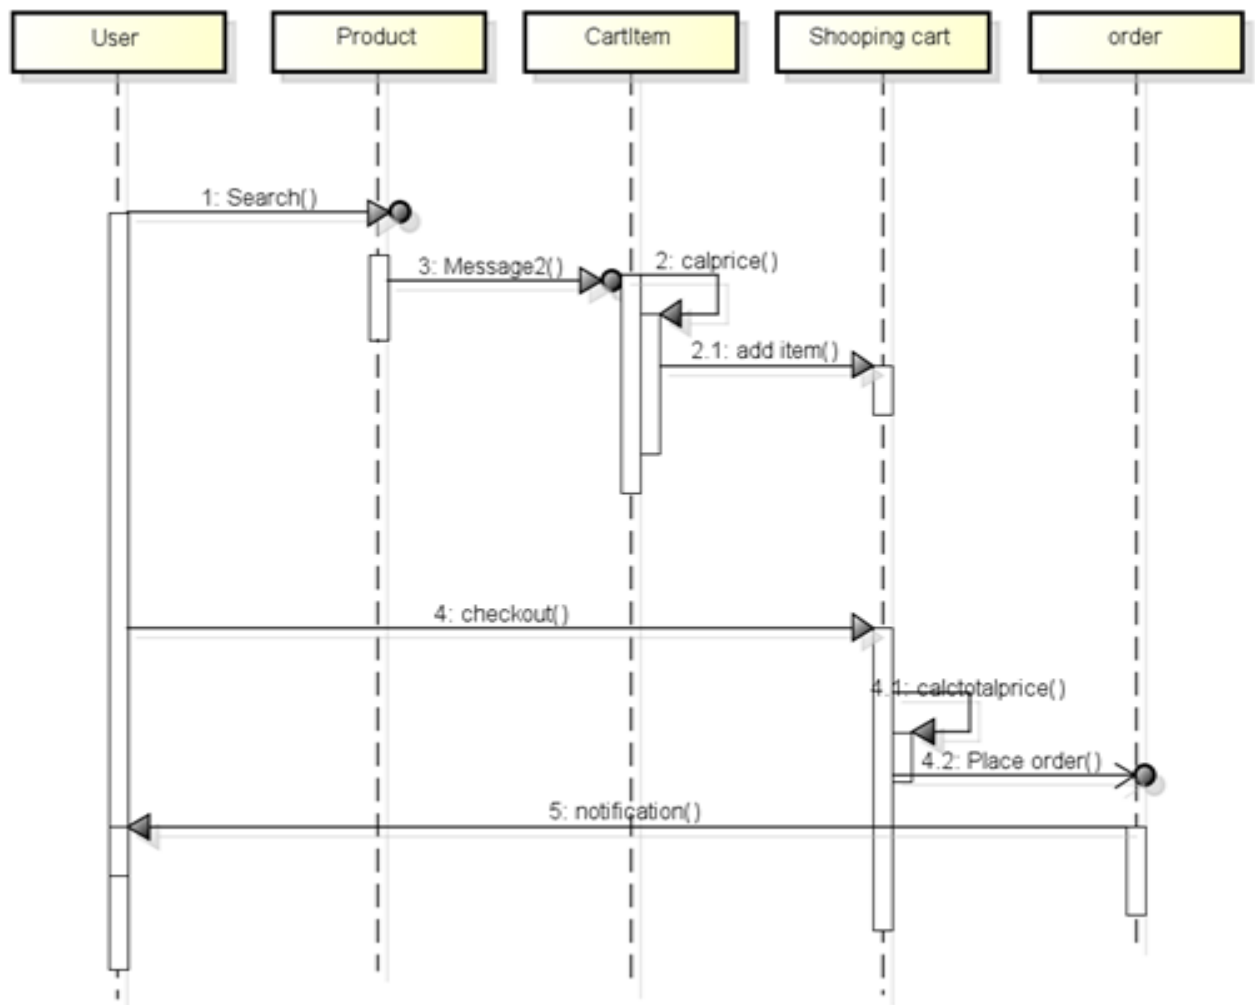 User
Product
CartItem
Shooping cart
order
1: Search()
3: Message2()
2: calprice()
2.1: add item()
4: checkout()
4.1: calctotalprice()
4.2: Place order()
5: notification()